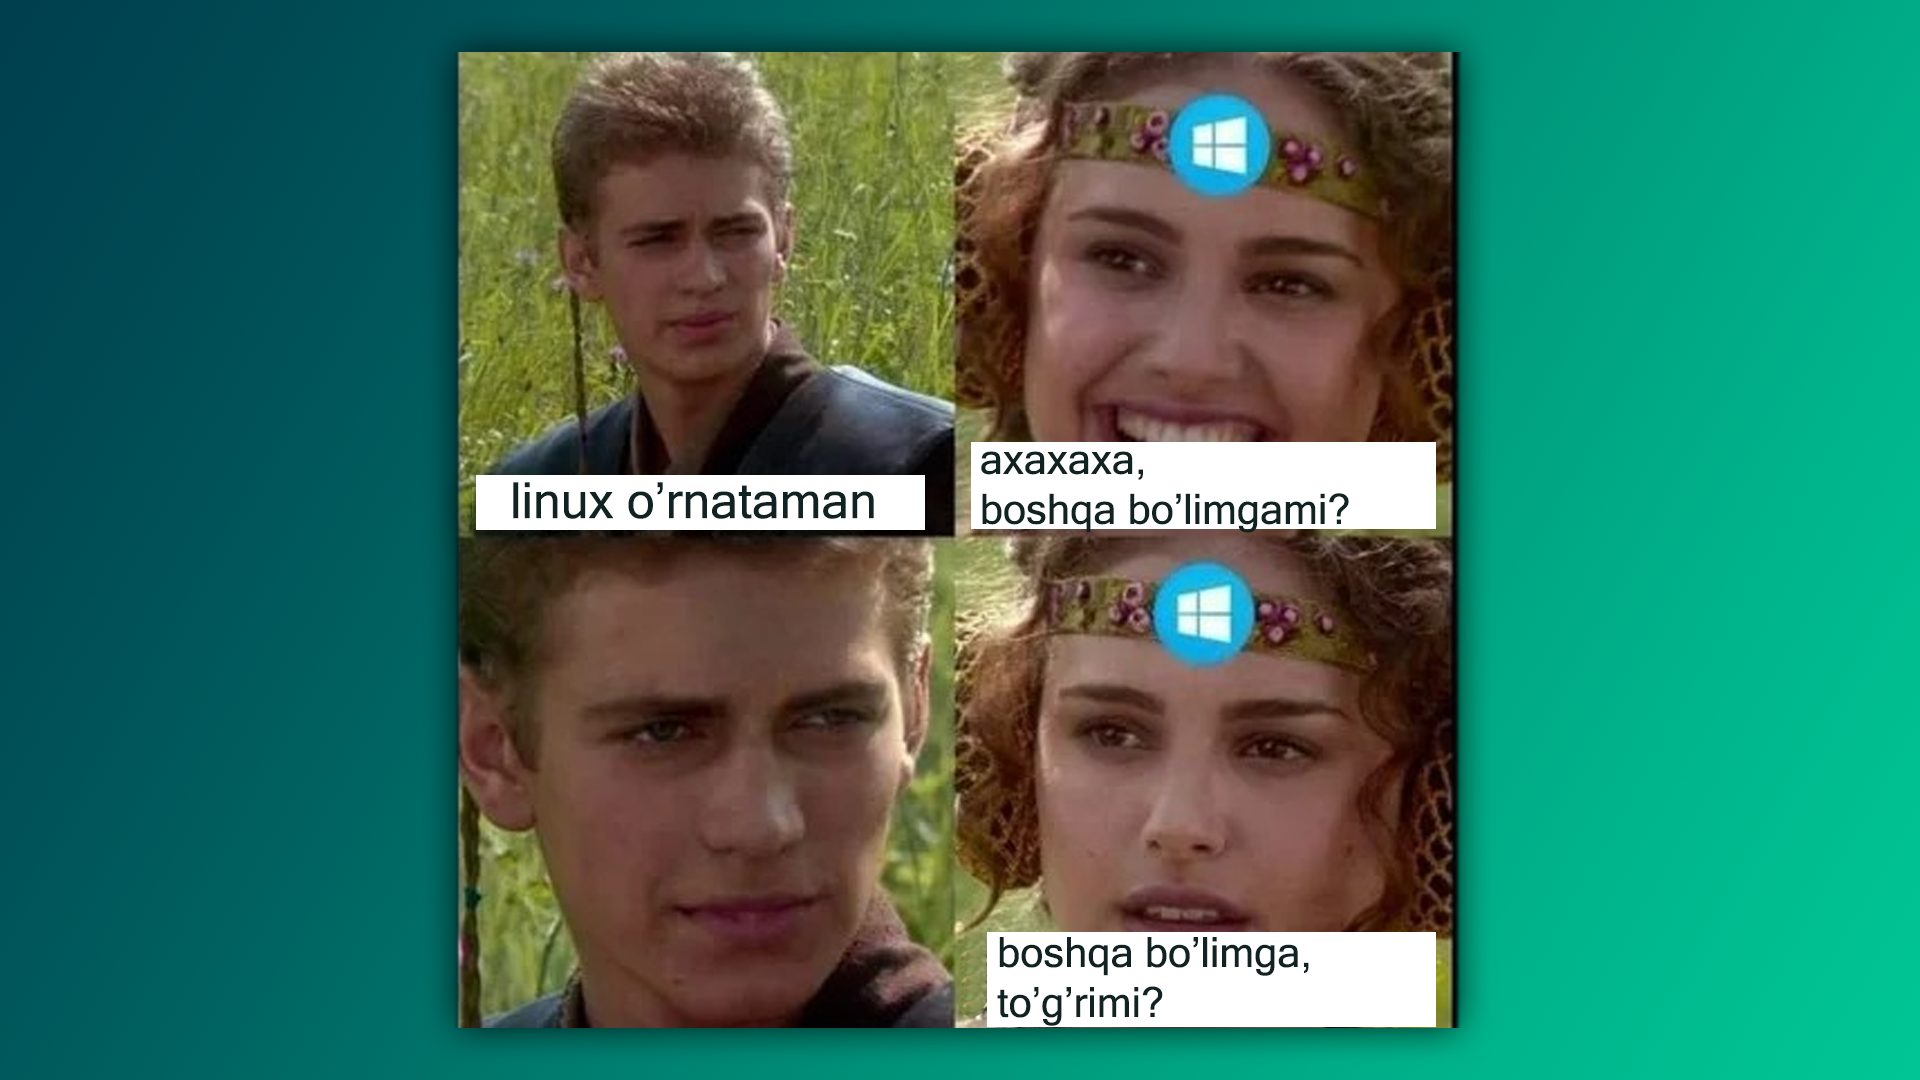 linux o’rnataman
axaxaxa,
boshqa bo’limgami?
boshqa bo’limga,
to’g’rimi?